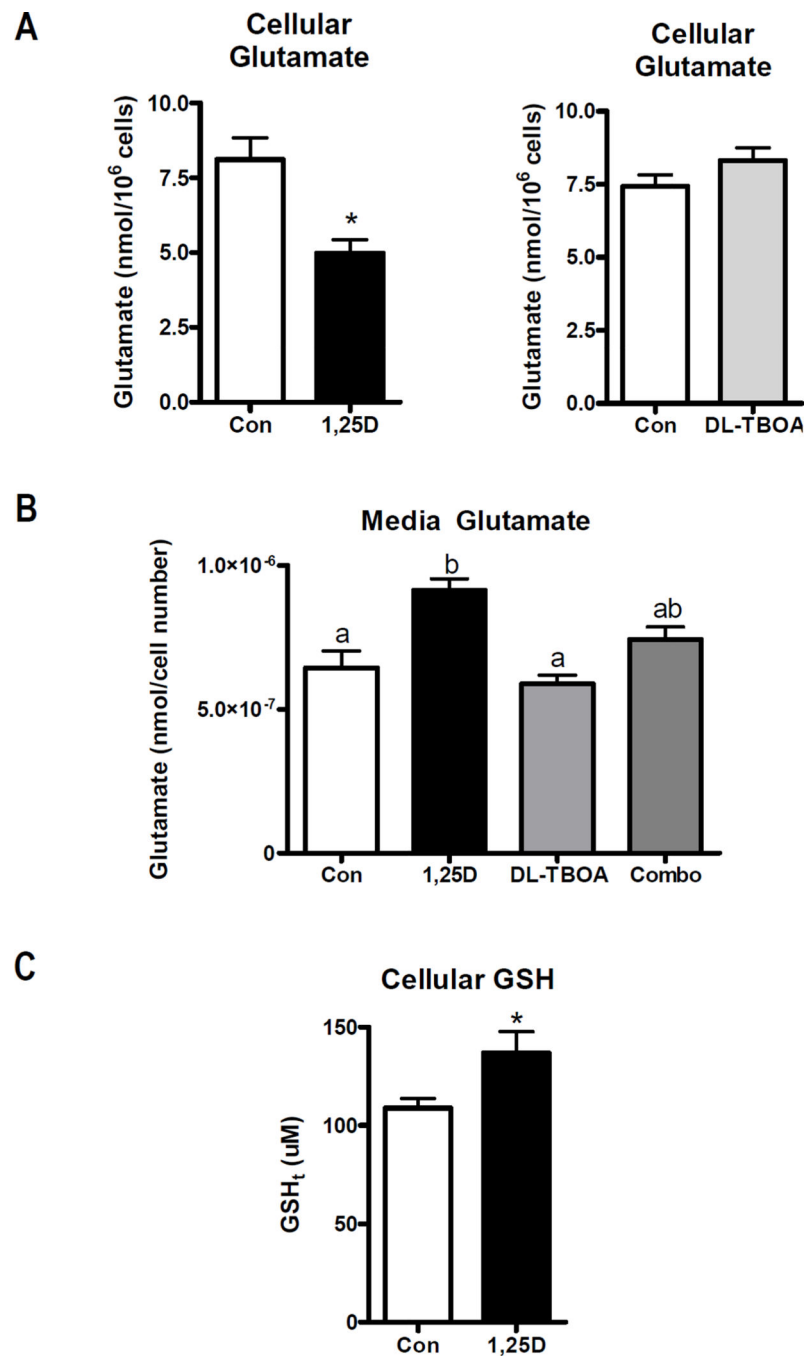 A
Cellular
Glutamate
Glutamate (nmol/10⁶ cells)
10.0
7.5
5.0
2.5
0.0
*
Con 1,25D
Cellular
Glutamate
Glutamate (nmol/10⁶ cells)
10.0
7.5
5.0
2.5
0.0
Con DL-TBOA
B
Media Glutamate
Glutamate (nmol/cell number)
1.0×10⁻⁶
5.0×10⁻⁷
0
a b a ab
Con 1,25D DL-TBOA Combo
C
Cellular GSH
GSHₜ (uM)
150
100
50
0
*
Con 1,25D